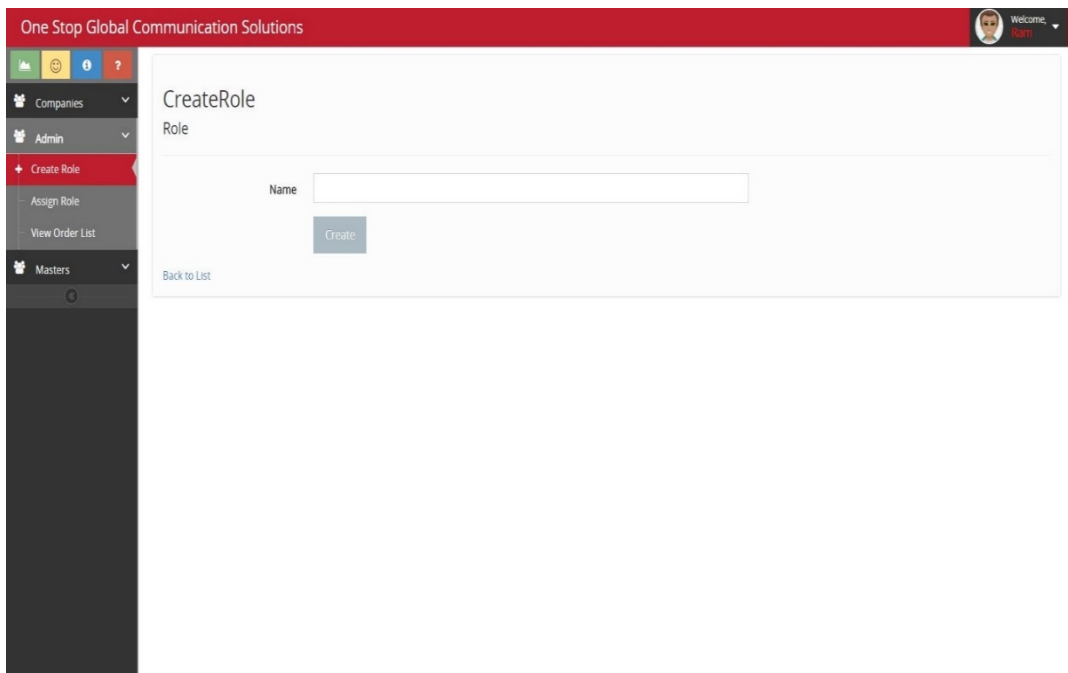 One Stop Global Communication Solutions
Welcome,
Ram
?
Companies
Admin
Create Role
Assign Role
View Order List
Masters
CreateRole
Role
Name
Create
Back to List